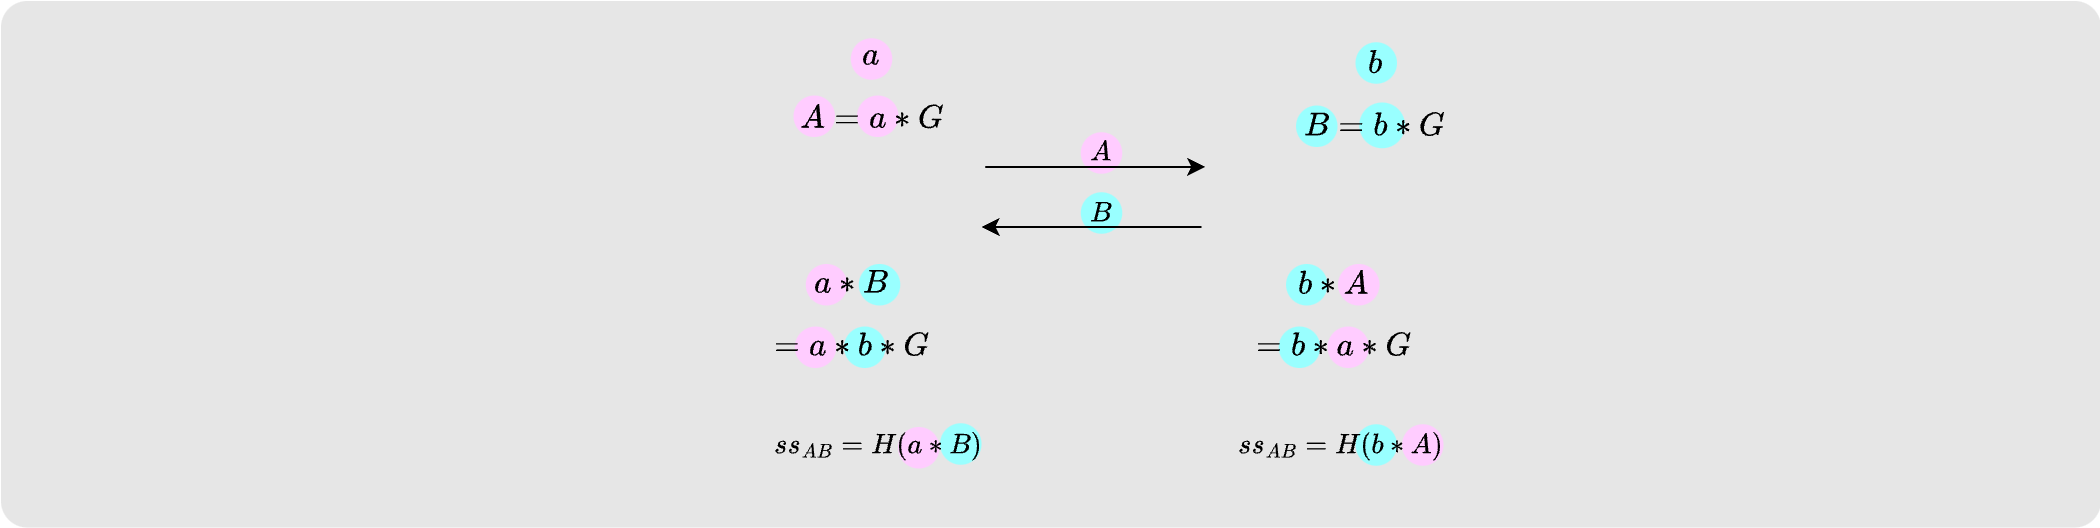 a
A = a * G
b
B = b * G
A
B
a * B
= a * b * G
b * A
= b * a * G
ss_{AB} = H(a * B)
ss_{AB} = H(b * A)